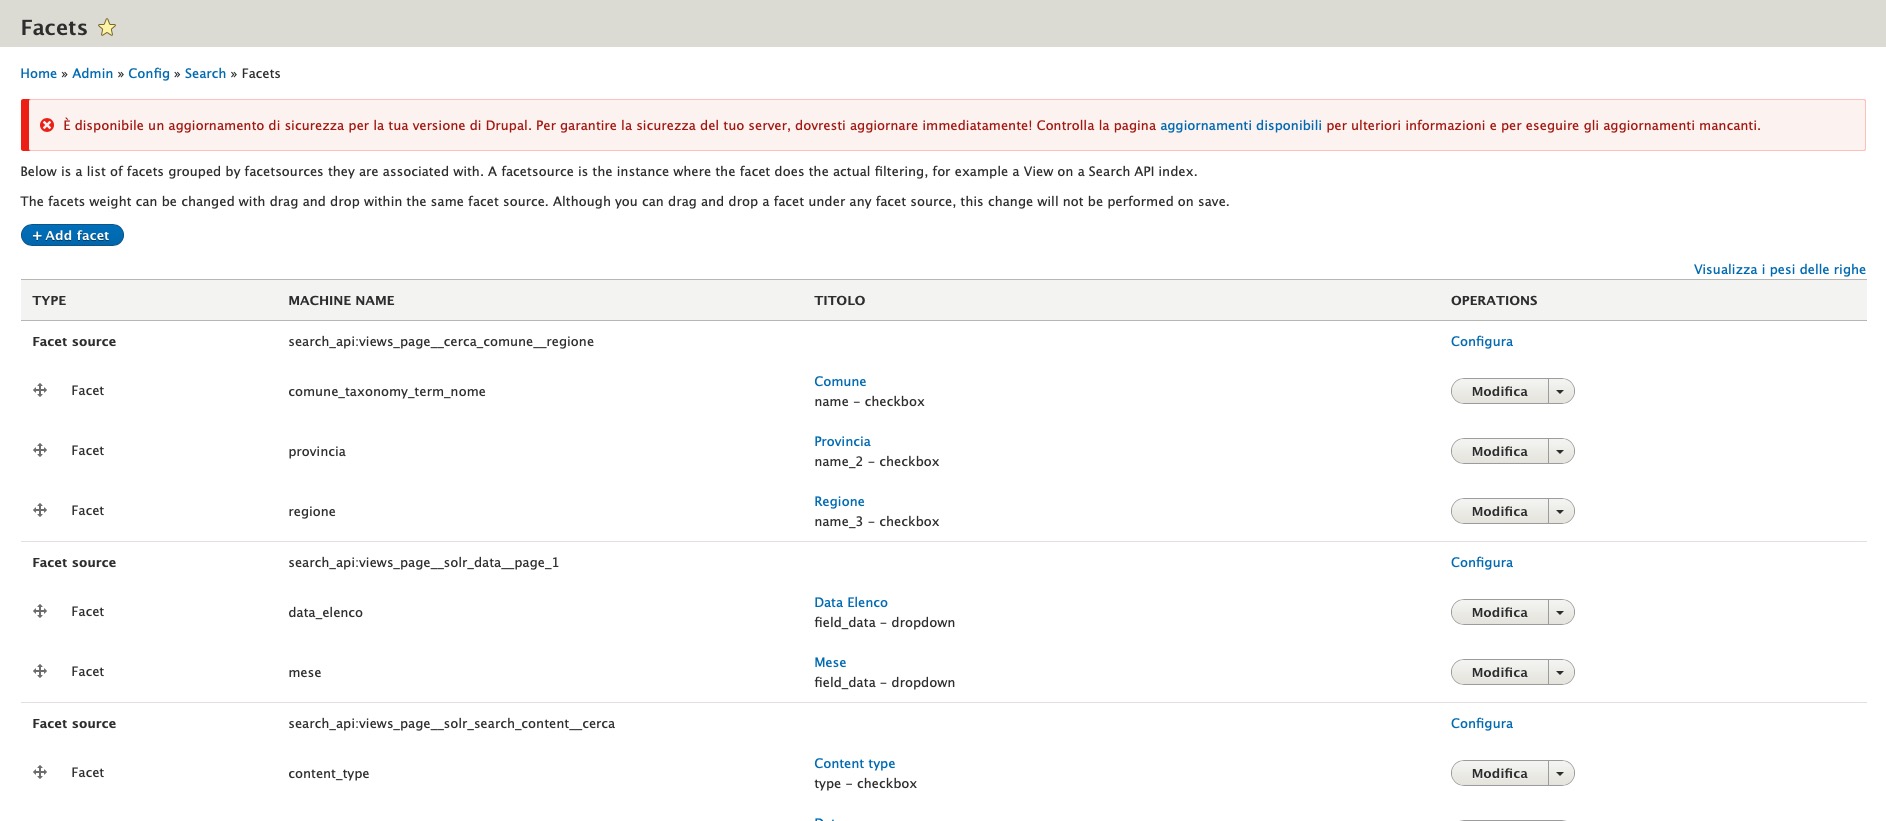 Facets
Home » Admin » Config » Search » Facets
È disponibile un aggiornamento di sicurezza per la tua versione di Drupal. Per garantire la sicurezza del tuo server, dovresti aggiornare immediatamente! Controlla la pagina aggiornamenti disponibili per ulteriori informazioni e per eseguire gli aggiornamenti mancanti.
Below is a list of facets grouped by facetsources they are associated with. A facetsource is the instance where the facet does the actual filtering, for example a View on a Search API index.
The facets weight can be changed with drag and drop within the same facet source. Although you can drag and drop a facet under any facet source, this change will not be performed on save.
+ Add facet
Visualizza i pesi delle righe
TYPE MACHINE NAME TITOLO OPERATIONS
Facet source search_api:views_page__cerca_comune__regione Configura
Facet comune_taxonomy_term_nome Comune Modifica
name - checkbox
Facet provincia Provincia Modifica
name_2 - checkbox
Facet regione Regione Modifica
name_3 - checkbox
Facet source search_api:views_page__solr_data__page_1 Configura
Facet data_elenco Data Elenco Modifica
field_data - dropdown
Facet mese Mese Modifica
field_data - dropdown
Facet source search_api:views_page__solr_search_content__cerca Configura
Facet content_type Content type Modifica
type - checkbox